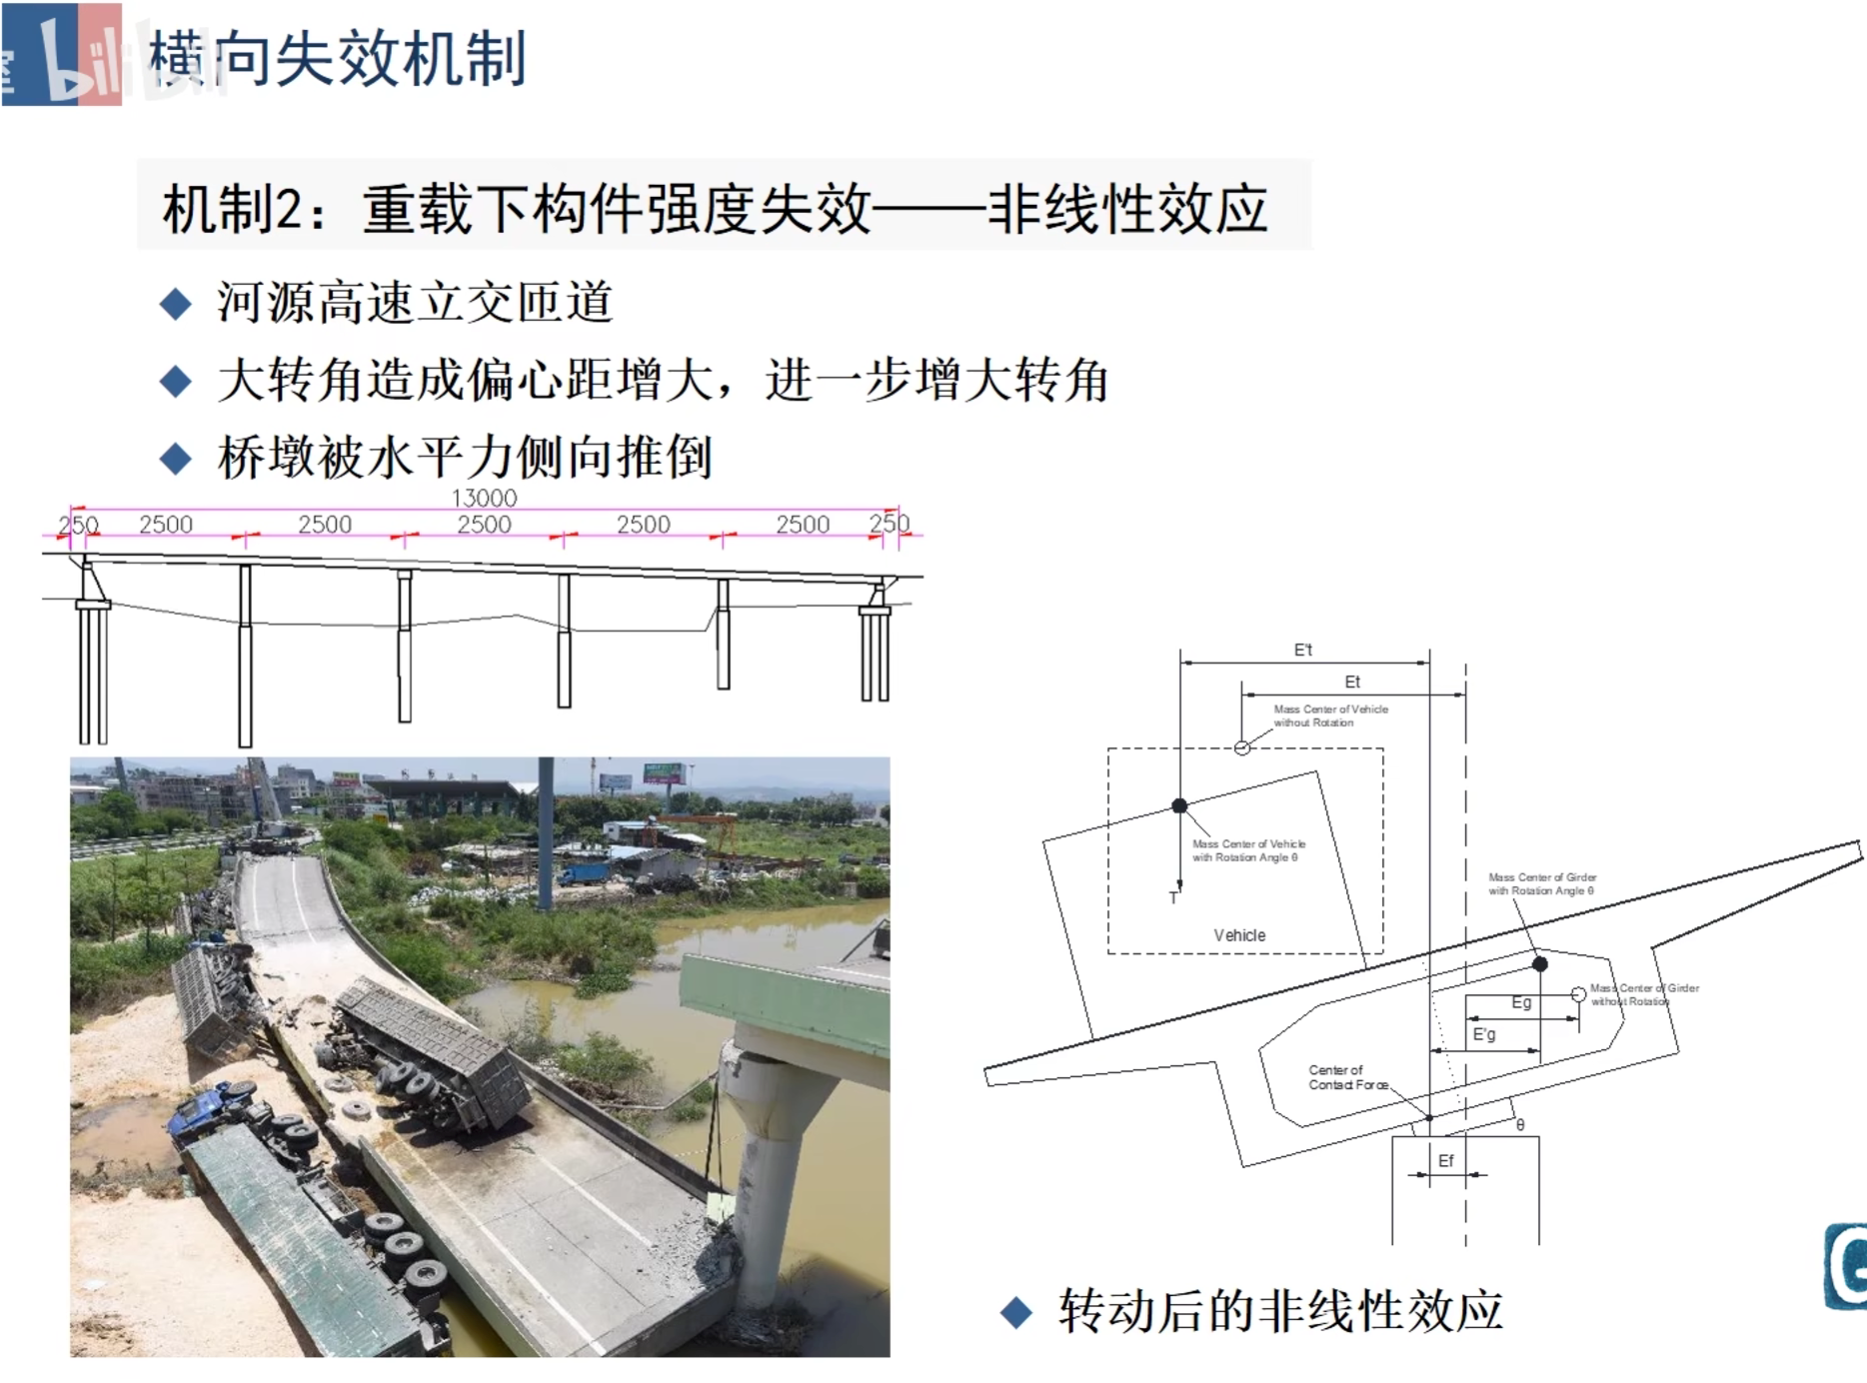 室 bilibili
横向失效机制
机制2：重载下构件强度失效——非线性效应
河源高速立交匝道
大转角造成偏心距增大，进一步增大转角
桥墩被水平力侧向推倒
13000
250 2500 2500 2500 2500 2500 250
E't
Et
Mass Center of Vehicle
without Rotation
Mass Center of Vehicle
with Rotation Angle θ
T
Vehicle
Mass Center of Girder
with Rotation Angle θ
Mass Center of Girder
without Rotation
Eg
E'g
Center of
Contact Force
θ
Ef
转动后的非线性效应